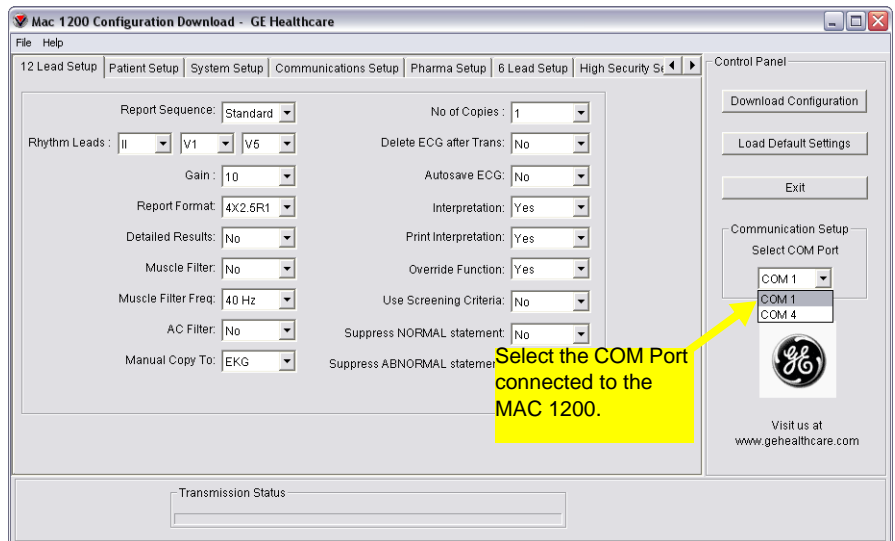 Mac 1200 Configuration Download - GE Healthcare
File Help
12 Lead Setup Patient Setup System Setup Communications Setup Pharma Setup 6 Lead Setup High Security
Report Sequence: Standard
Rhythm Leads : II V1 V5
Gain : 10
Report Format: 4X2.5R1
Detailed Results: No
Muscle Filter: No
Muscle Filter Freq: 40 Hz
AC Filter: No
Manual Copy To: EKG
No of Copies : 1
Delete ECG after Trans: No
Autosave ECG: No
Interpretation: Yes
Print Interpretation: Yes
Override Function: Yes
Use Screening Criteria: No
Suppress NORMAL statement: No
Suppress ABNORMAL statemen
Select the COM Port
connected to the
MAC 1200.
Control Panel
Download Configuration
Load Default Settings
Exit
Communication Setup
Select COM Port
COM 1
COM 1
COM 4
GE
Visit us at
www.gehealthcare.com
Transmission Status